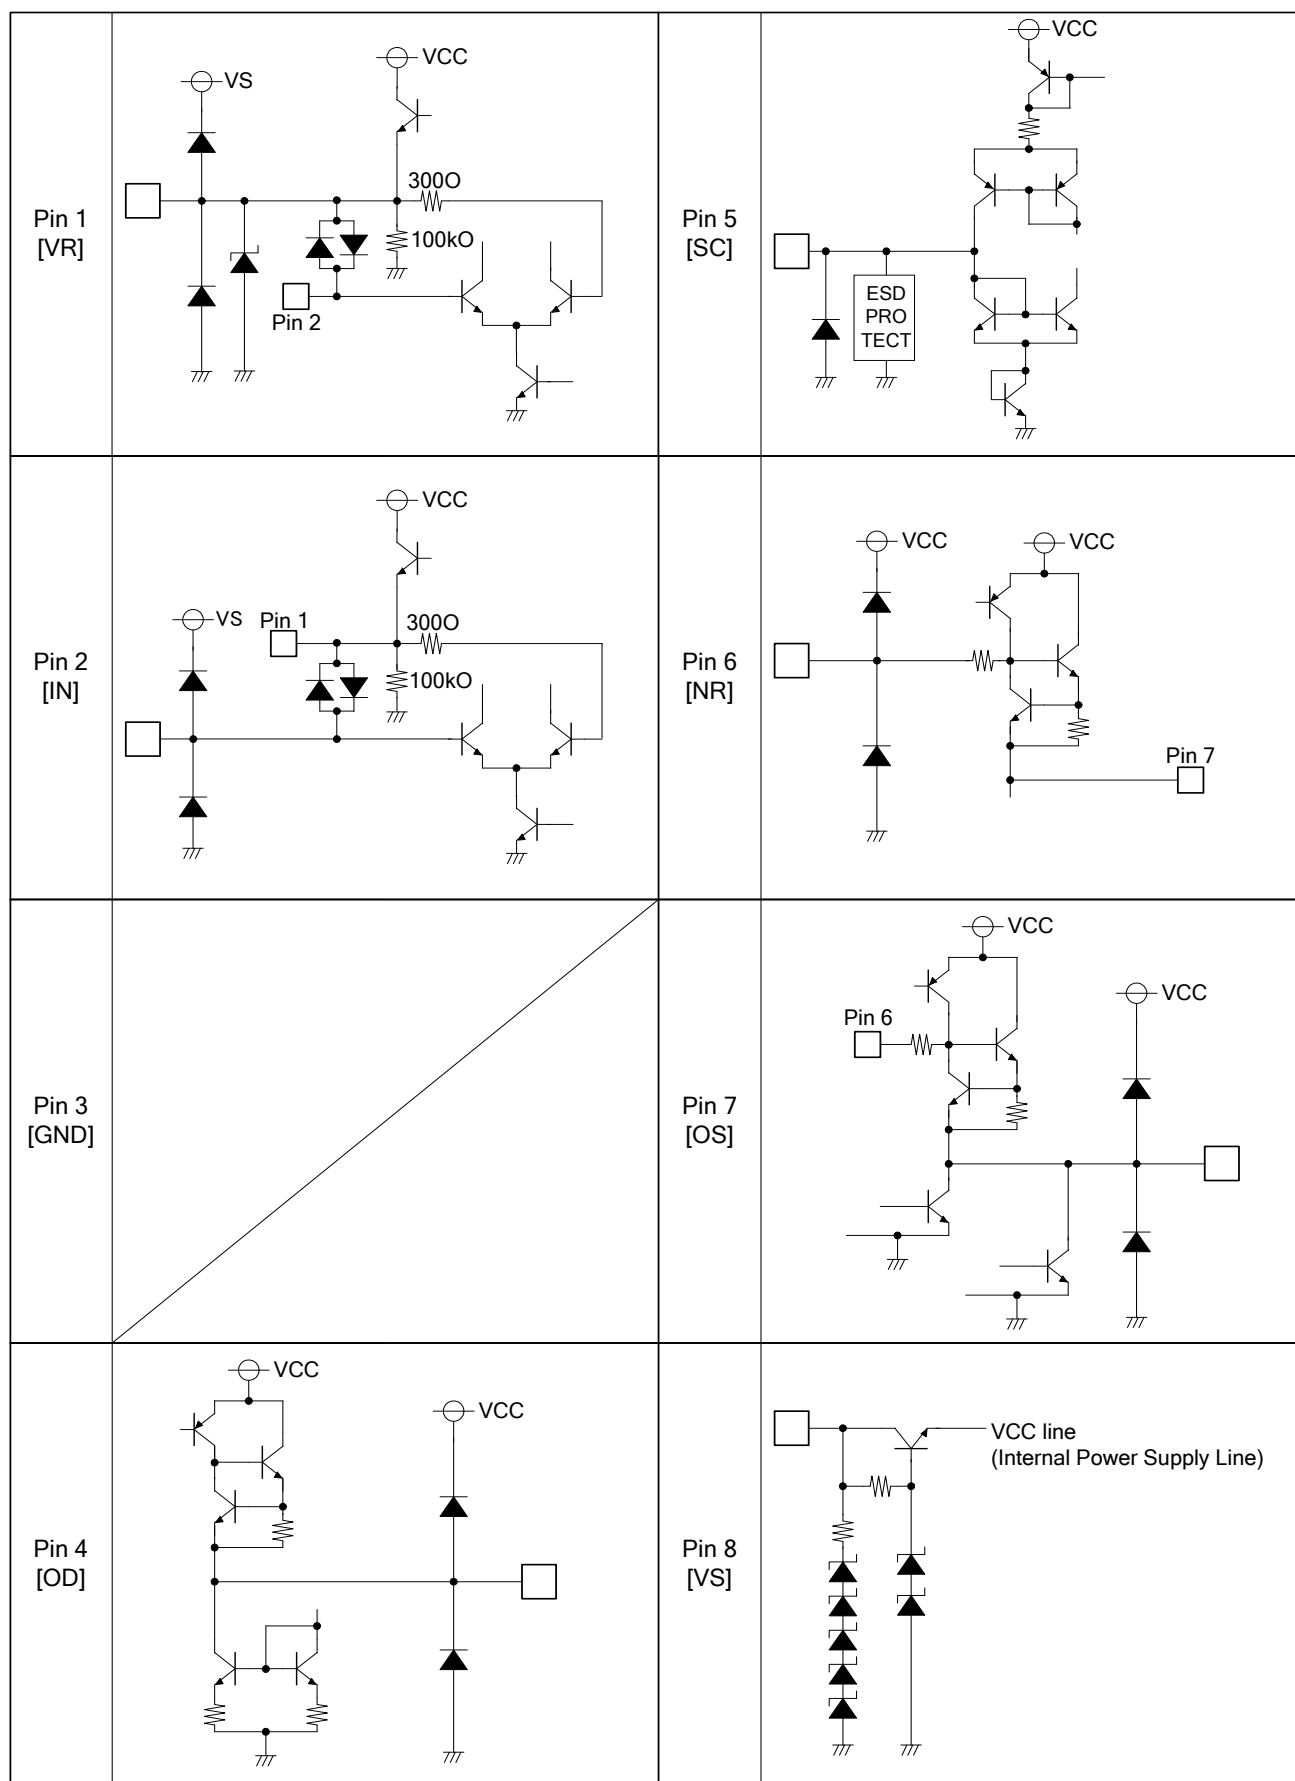 Pin 1
[VR]
VS
VCC
300O
100kO
Pin 2
Pin 5
[SC]
VCC
ESD
PRO
TECT
Pin 2
[IN]
VCC
VS
Pin 1
300O
100kO
Pin 6
[NR]
VCC
VCC
Pin 7
Pin 3
[GND]
Pin 7
[OS]
VCC
Pin 6
VCC
Pin 4
[OD]
VCC
VCC
Pin 8
[VS]
VCC line
(Internal Power Supply Line)